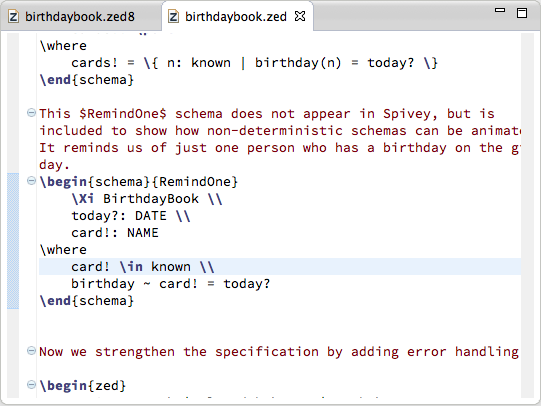 birthdaybook.zed8
birthdaybook.zed
\where
cards! = \{ n: known | birthday(n) = today? \}
\end{schema}
This $RemindOne$ schema does not appear in Spivey, but is
included to show how non-deterministic schemas can be
It reminds us of just one person who has a birthday on the
day.
\begin{schema}{RemindOne}
\Xi BirthdayBook \\
today?: DATE \\
card!: NAME
\where
card! \in known \\
birthday ~ card! = today?
\end{schema}
Now we strengthen the specification by adding error handling
\begin{zed}